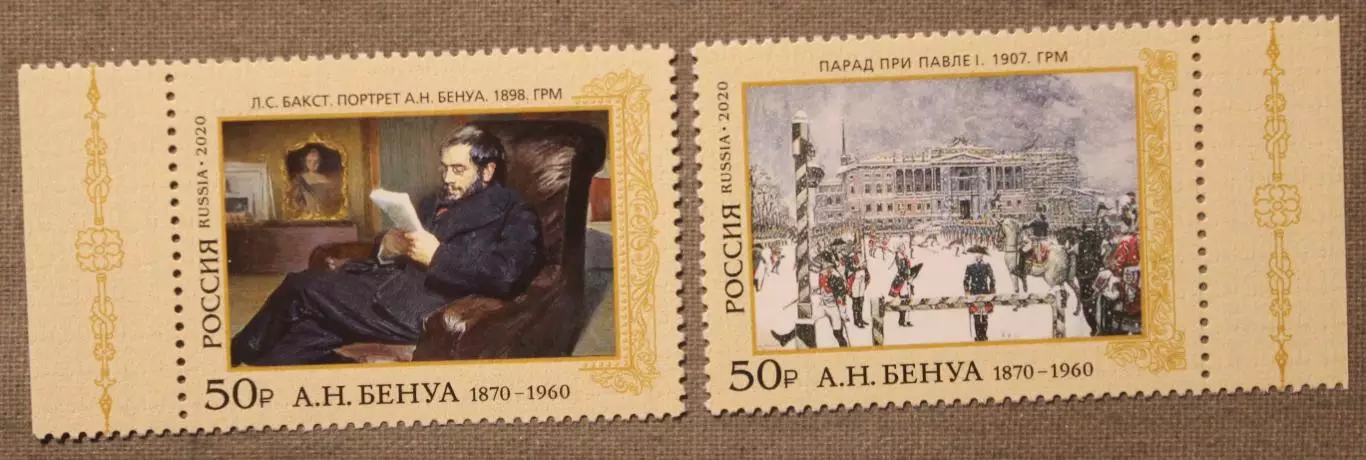 Л.С. БАКСТ. ПОРТРЕТ А.Н. БЕНУА. 1898. ГРМ
РОССИЯ RUSSIA · 2020
50₽ А.Н. БЕНУА 1870 – 1960
ПАРАД ПРИ ПАВЛЕ I. 1907. ГРМ
РОССИЯ RUSSIA · 2020
50₽ А.Н. БЕНУА 1870 – 1960